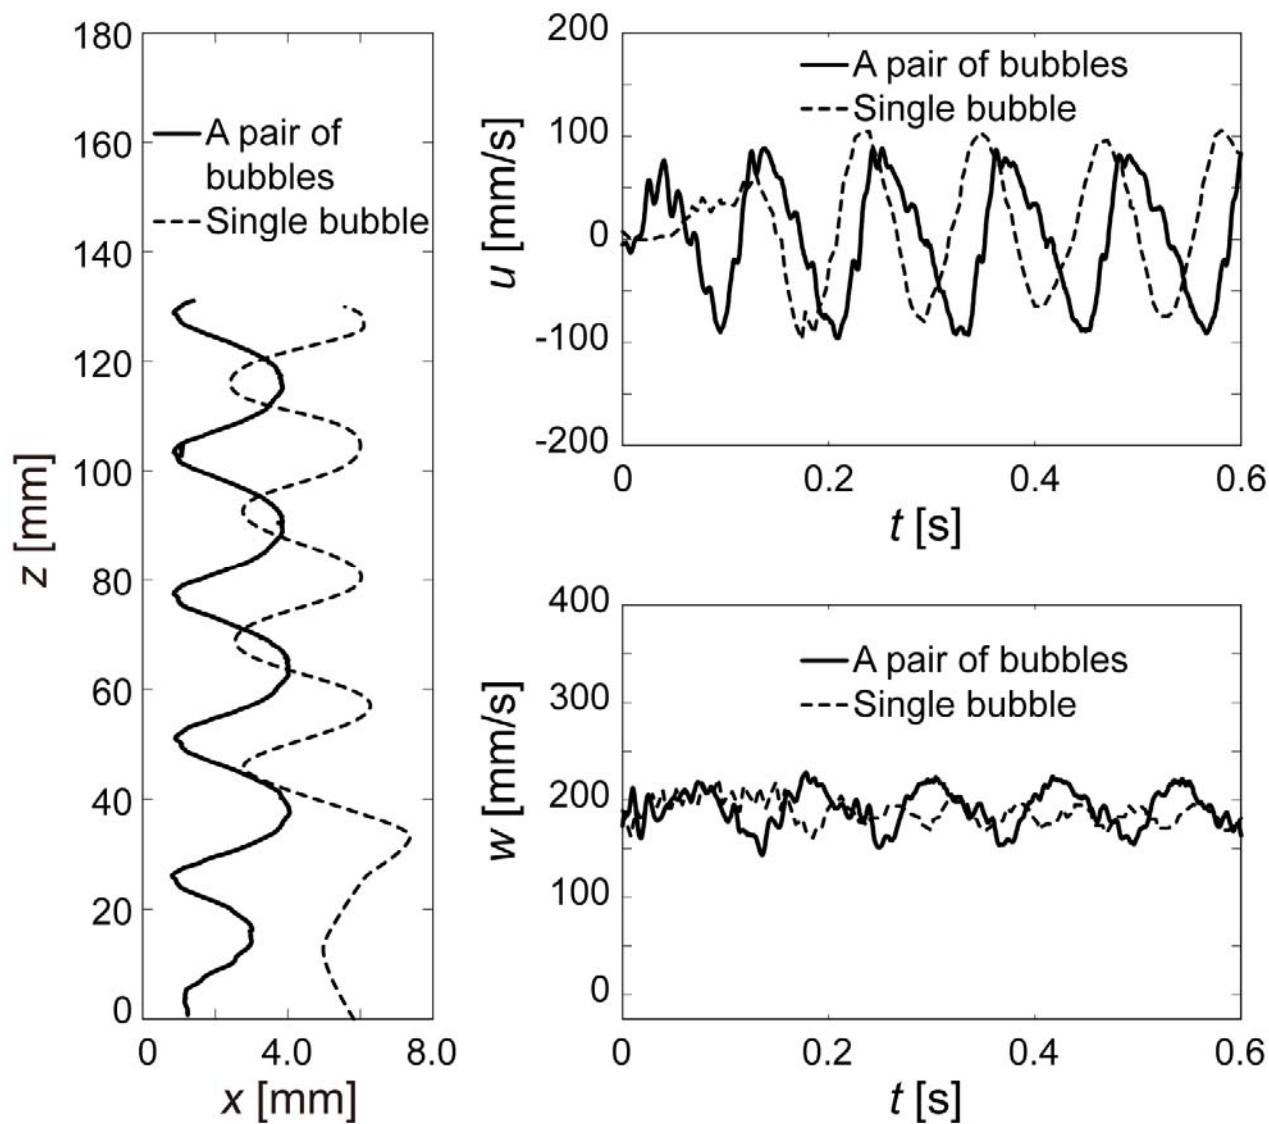 180
160
140
120
100
80
60
40
20
0
z [mm]
A pair of
bubbles
Single bubble
0
4.0
8.0
x [mm]
200
100
0
-100
-200
u [mm/s]
A pair of bubbles
Single bubble
0
0.2
0.4
0.6
t [s]
400
300
200
100
0
w [mm/s]
A pair of bubbles
Single bubble
0
0.2
0.4
0.6
t [s]